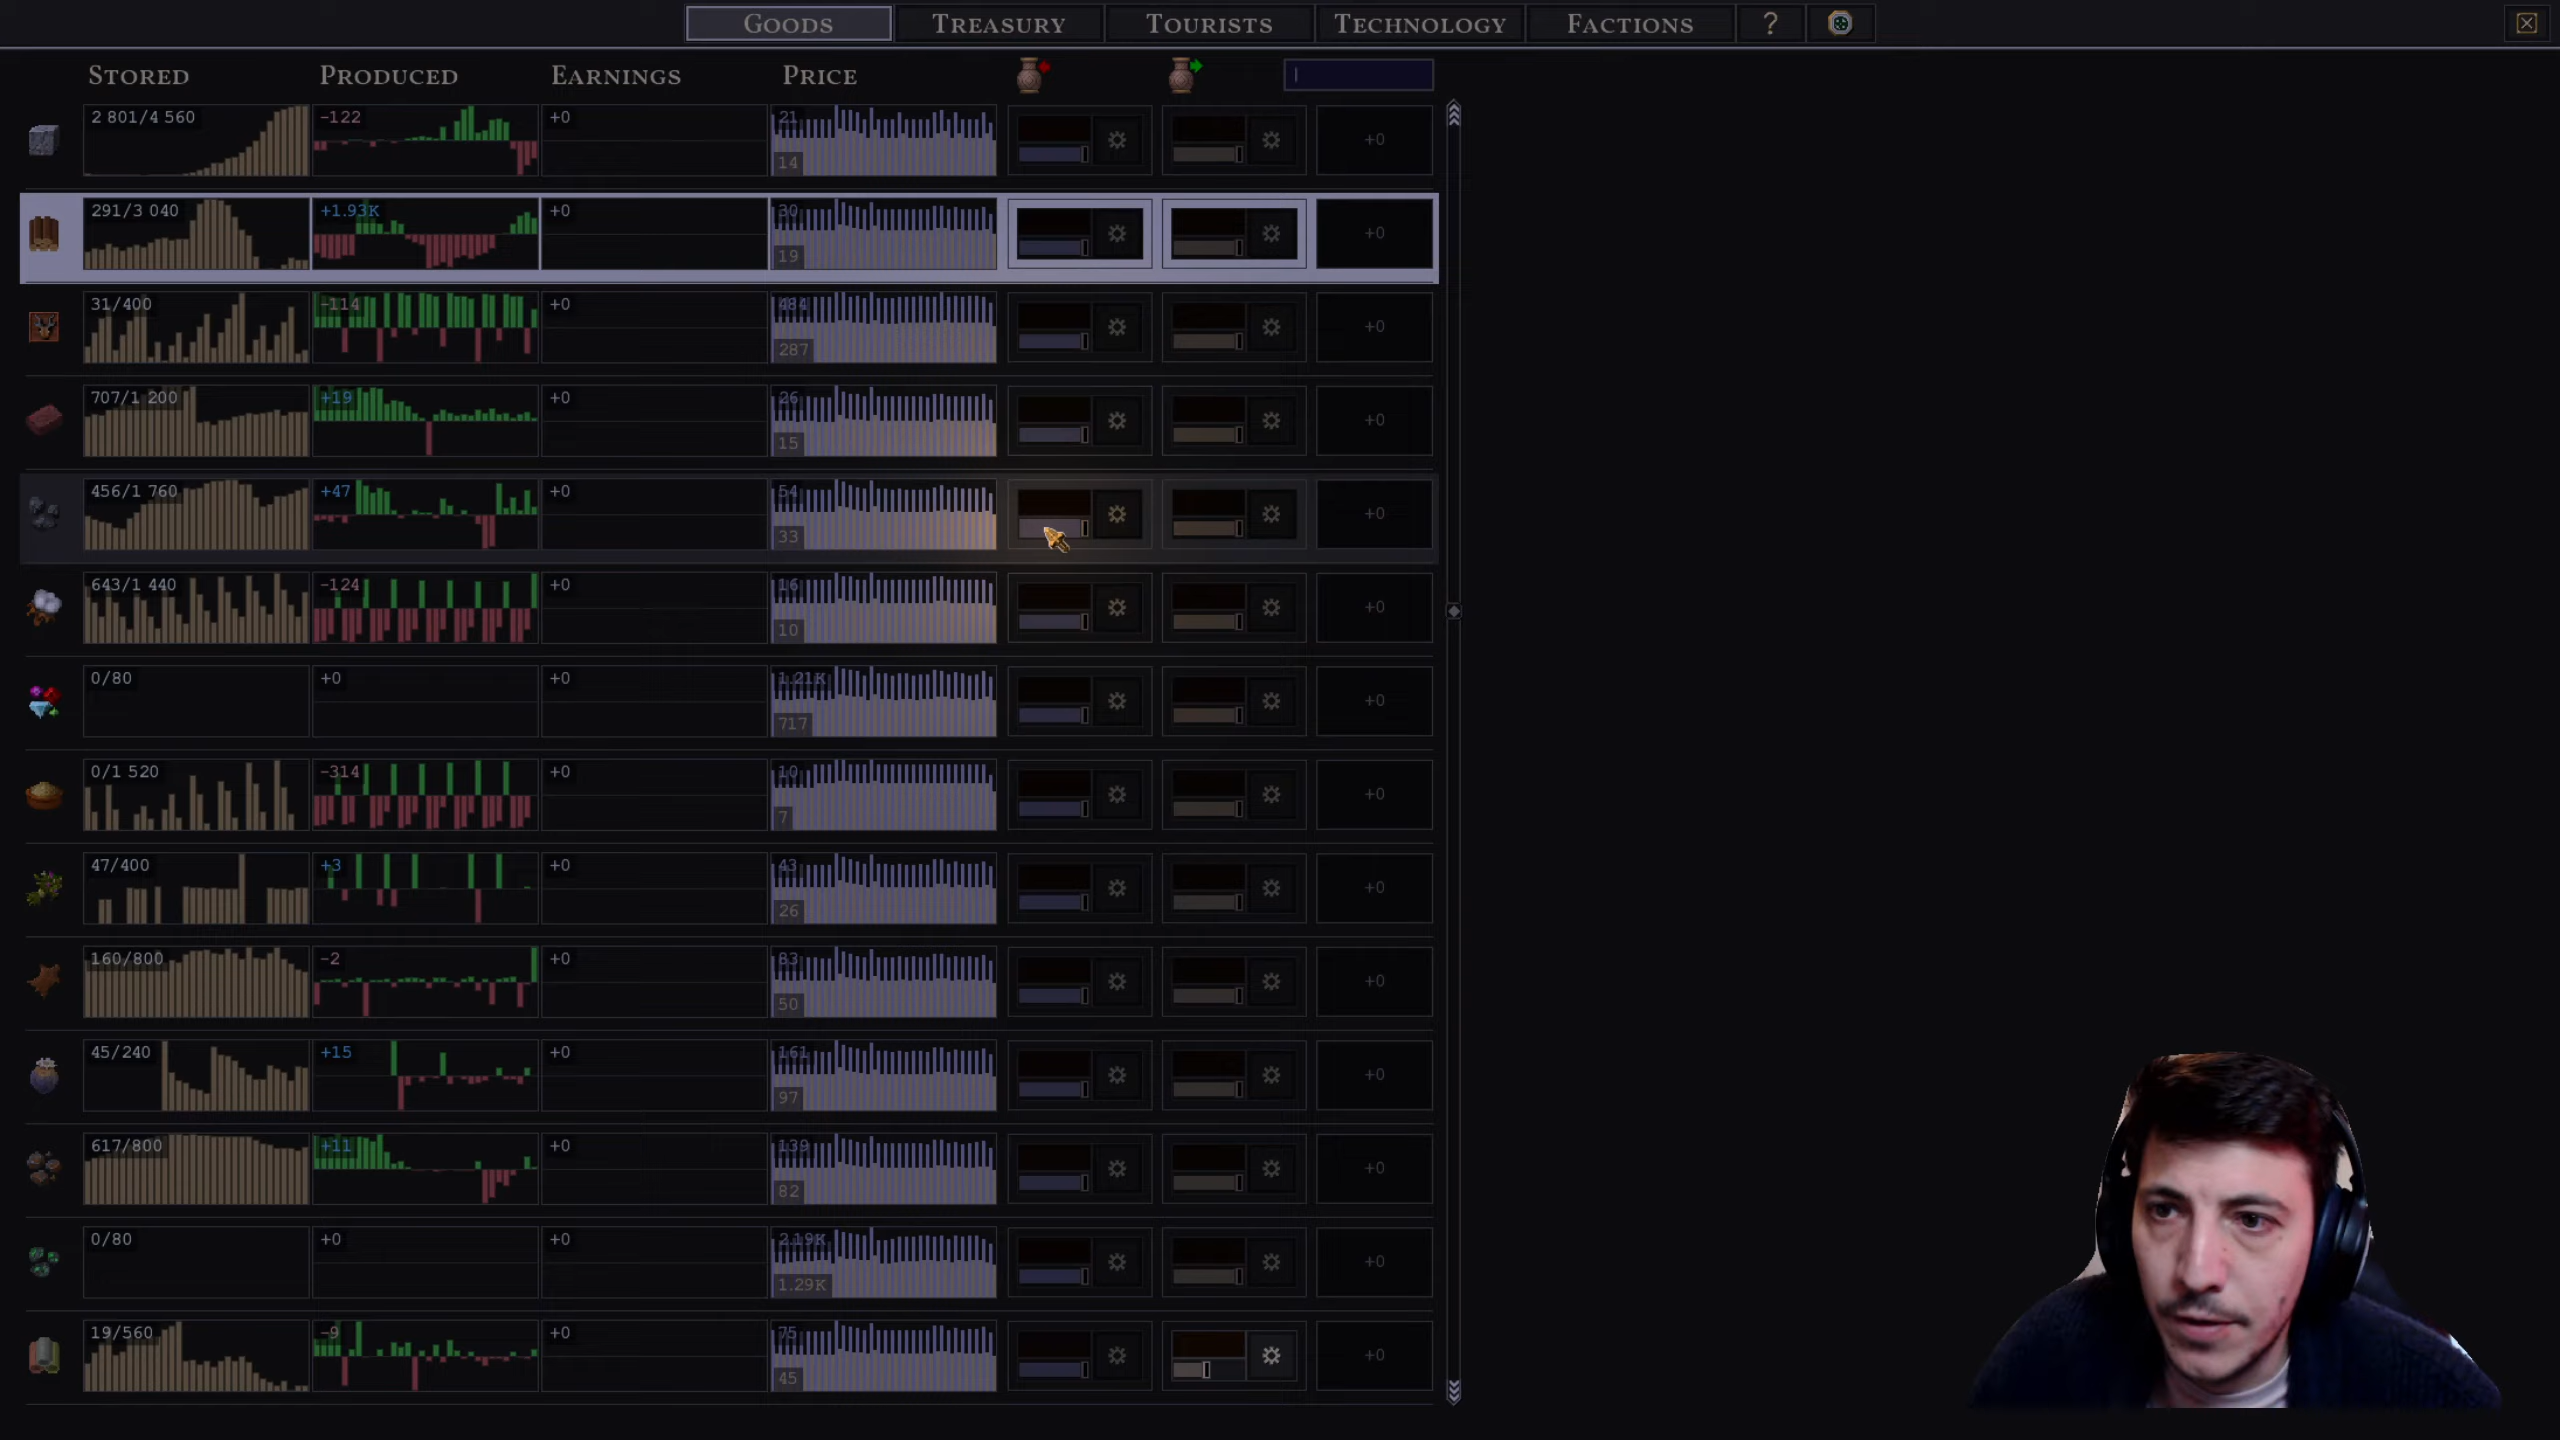 GOODS TREASURY TOURISTS TECHNOLOGY FACTIONS ?
STORED PRODUCED EARNINGS PRICE
2 801/4 560 -122 +0 21 +0
14
291/3 040 +1.93K +0 30 +0
19
31/400 -114 +0 484 +0
287
707/1 200 +19 +0 26 +0
15
456/1 760 +47 +0 54 +0
33
643/1 440 -124 +0 16 +0
10
0/80 +0 +0 1.21K +0
717
0/1 520 -314 +0 10 +0
7
47/400 +3 +0 43 +0
26
160/800 -2 +0 83 +0
50
45/240 +15 +0 161 +0
97
617/800 +11 +0 139 +0
82
0/80 +0 +0 2.19K +0
1.29K
19/560 -9 +0 75 +0
45